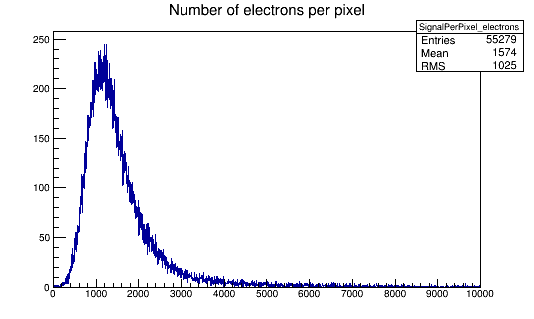 Number of electrons per pixel
SignalPerPixel_electrons
Entries 55279
Mean 1574
RMS 1025
250
200
150
100
50
0
0 1000 2000 3000 4000 5000 6000 7000 8000 9000 10000